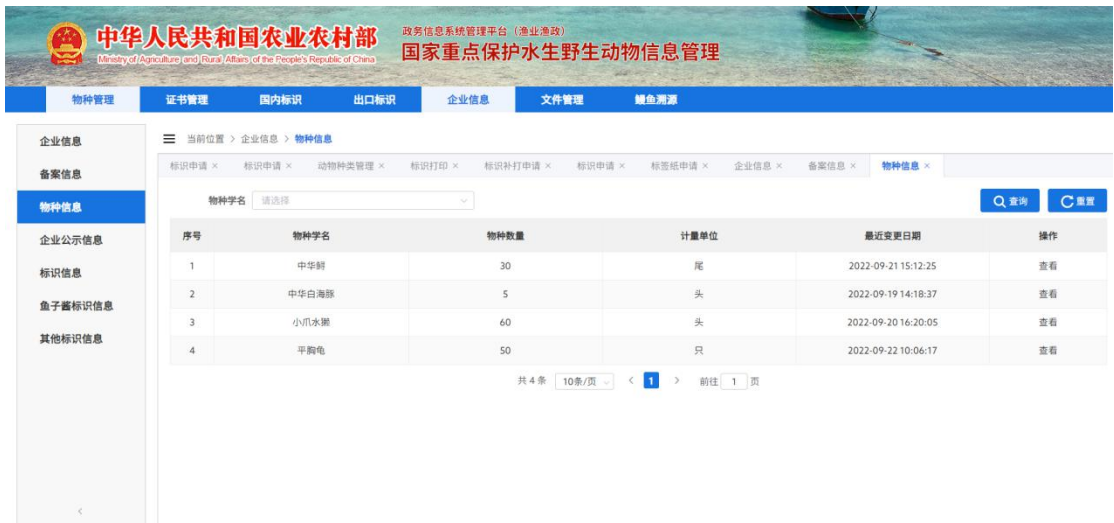 中华人民共和国农业农村部
Ministry of Agriculture and Rural Affairs of the People's Republic of China
政务信息系统管理平台（渔业渔政）
国家重点保护水生野生动物信息管理
物种管理 证书管理 国内标识 出口标识 企业信息 文件管理 鳗鱼溯源
企业信息
备案信息
物种信息
企业公示信息
标识信息
鱼子酱标识信息
其他标识信息
当前位置 > 企业信息 > 物种信息
标识申请 × 标识申请 × 动物种类管理 × 标识打印 × 标识补打申请 × 标识申请 × 标签纸申请 × 企业信息 × 备案信息 × 物种信息 ×
物种学名 请选择 查询 重置
序号 物种学名 物种数量 计量单位 最近变更日期 操作
1 中华鲟 30 尾 2022-09-21 15:12:25 查看
2 中华白海豚 5 头 2022-09-19 14:18:37 查看
3 小爪水獭 60 头 2022-09-20 16:20:05 查看
4 平胸龟 50 只 2022-09-22 10:06:17 查看
共 4 条 10条/页 < 1 > 前往 1 页